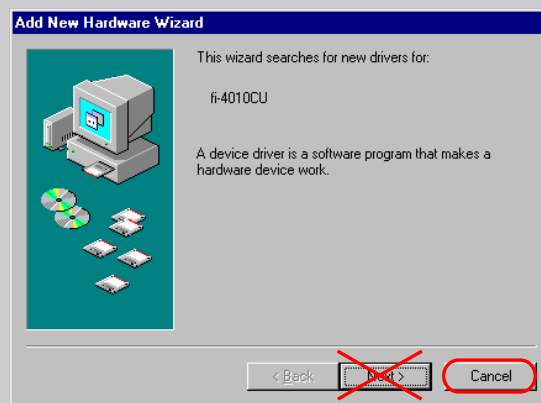 Add New Hardware Wizard
This wizard searches for new drivers for:
fi-4010CU
A device driver is a software program that makes a
hardware device work.
< Back Next > Cancel